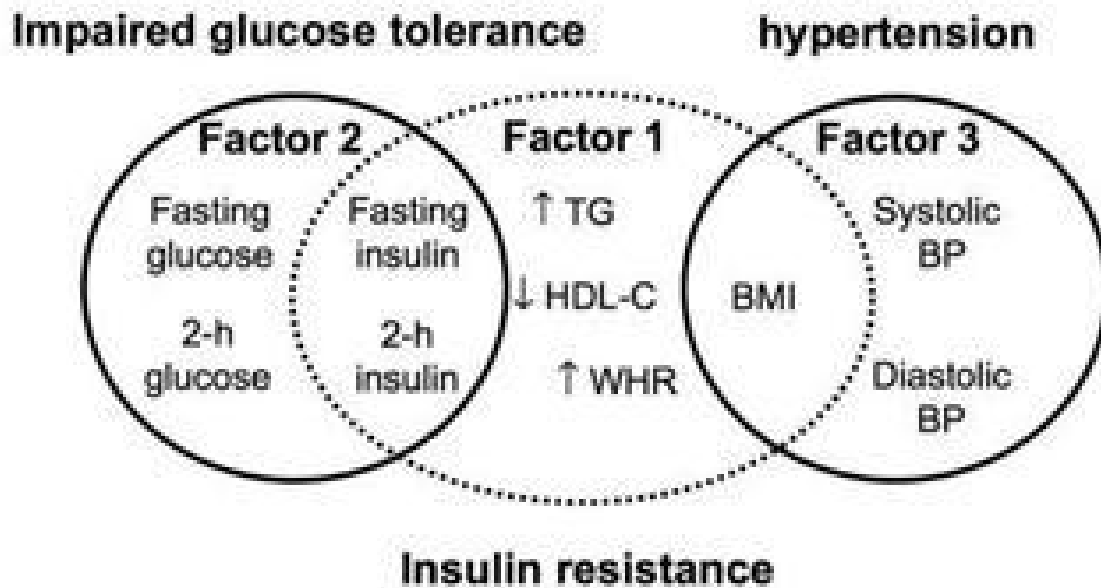 Impaired glucose tolerance
hypertension
Factor 2
Factor 1
Factor 3
Fasting
glucose
2-h
glucose
Fasting
insulin
2-h
insulin
↑ TG
↓ HDL-C
↑ WHR
BMI
Systolic
BP
Diastolic
BP
Insulin resistance